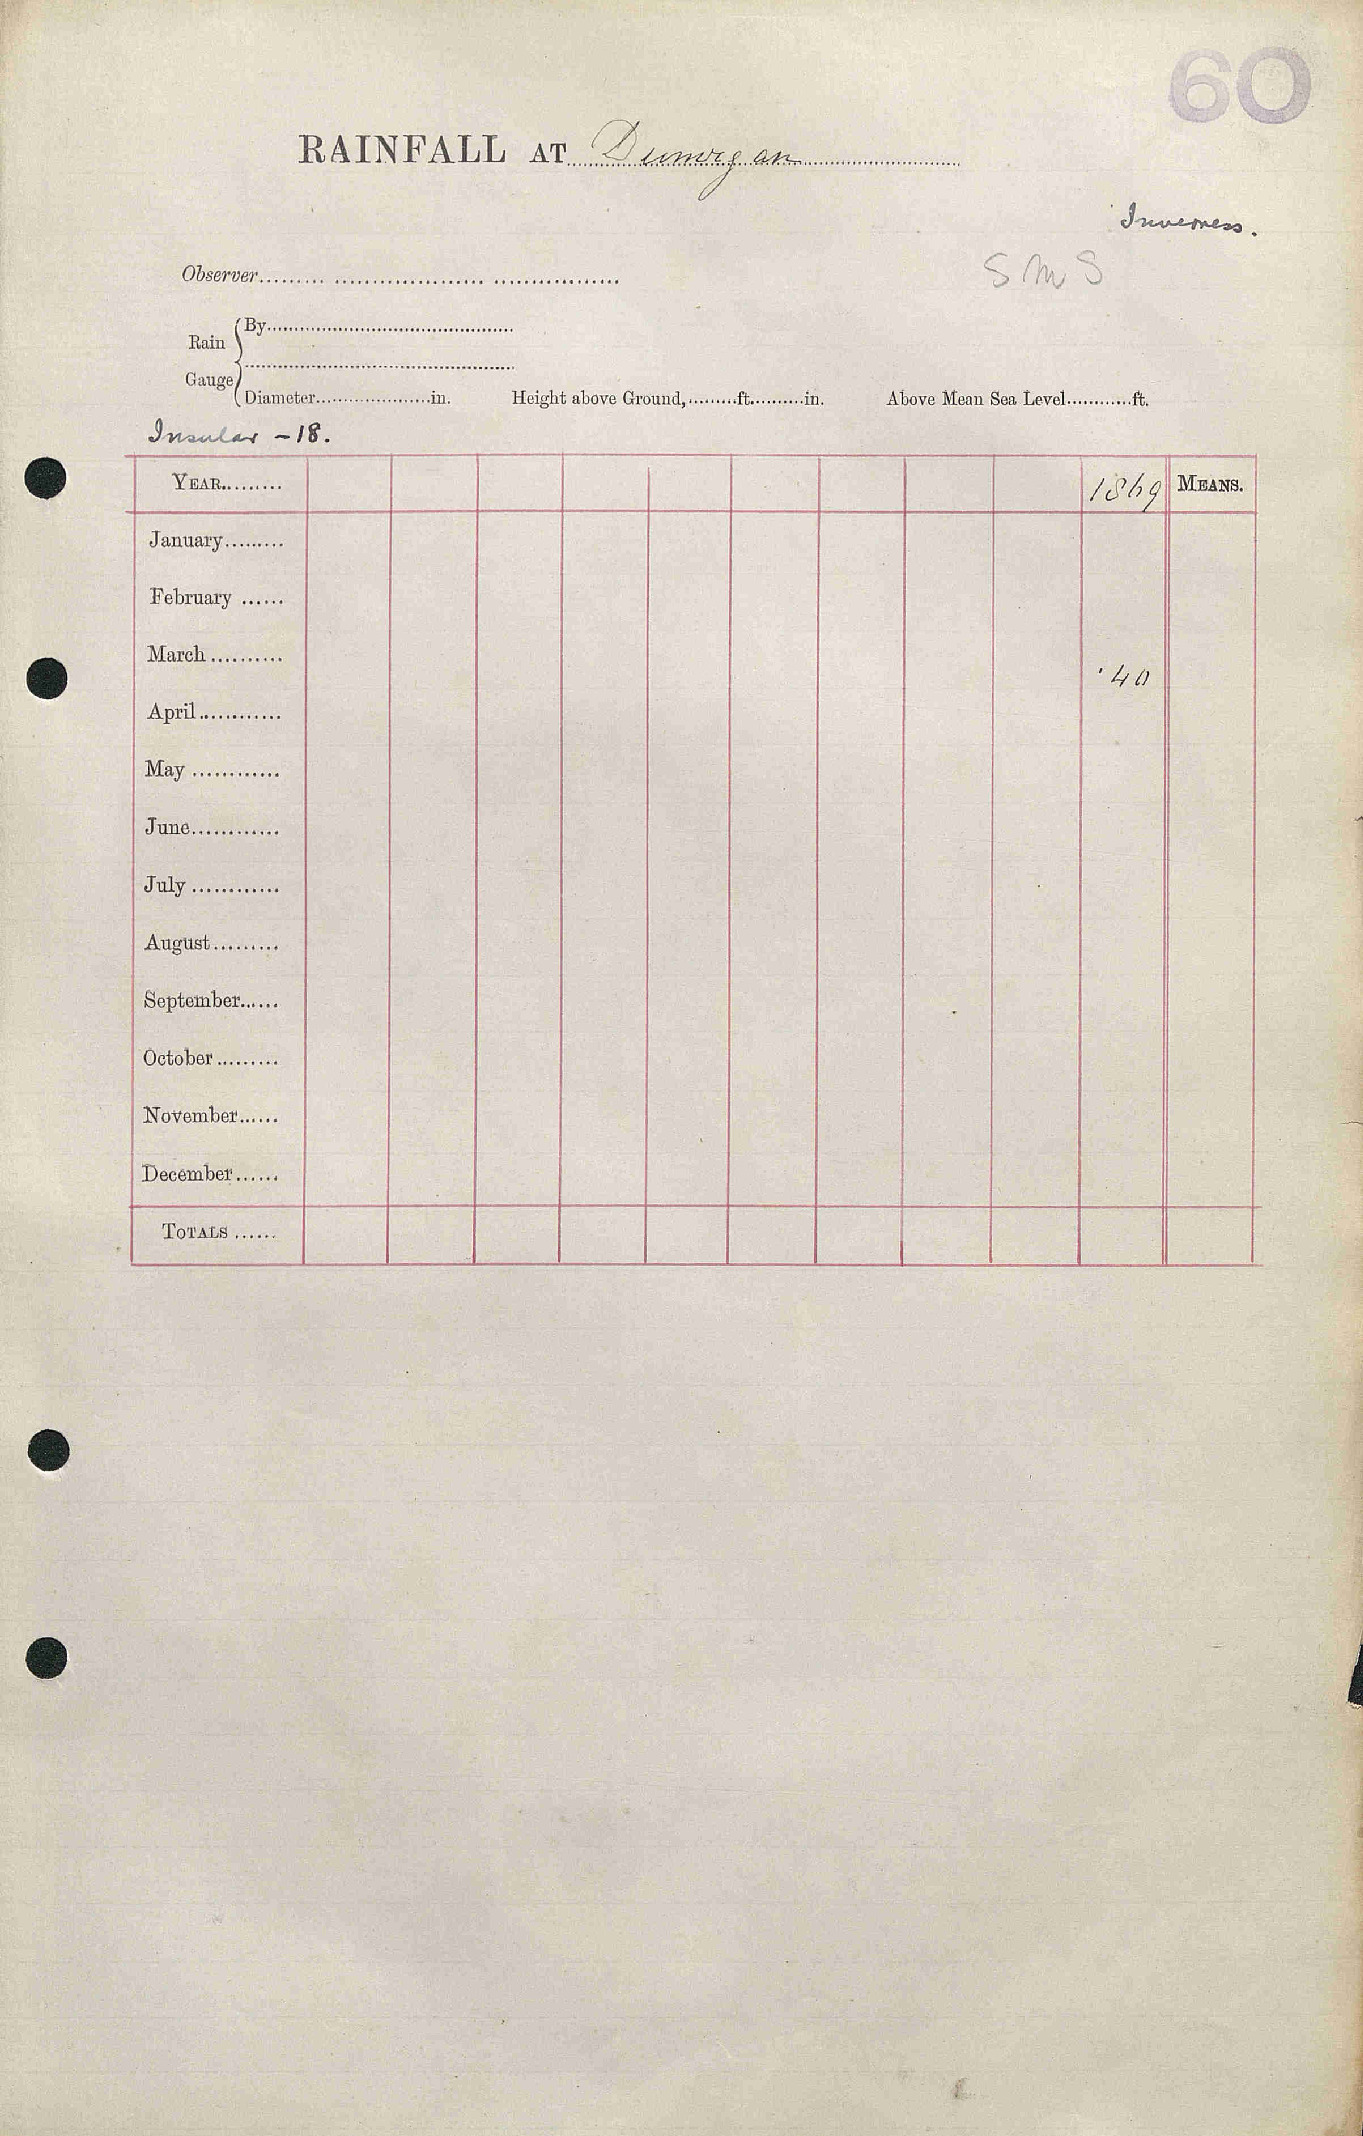 60
RAINFALL AT Dunvegan
Inverness.
Observer
S M S
Rain Gauge
By
Diameter in. Height above Ground, ft. in. Above Mean Sea Level ft.
Insular - 18.
YEAR 1869 MEANS.
January
February
March ·40
April
May
June
July
August
September
October
November
December
TOTALS